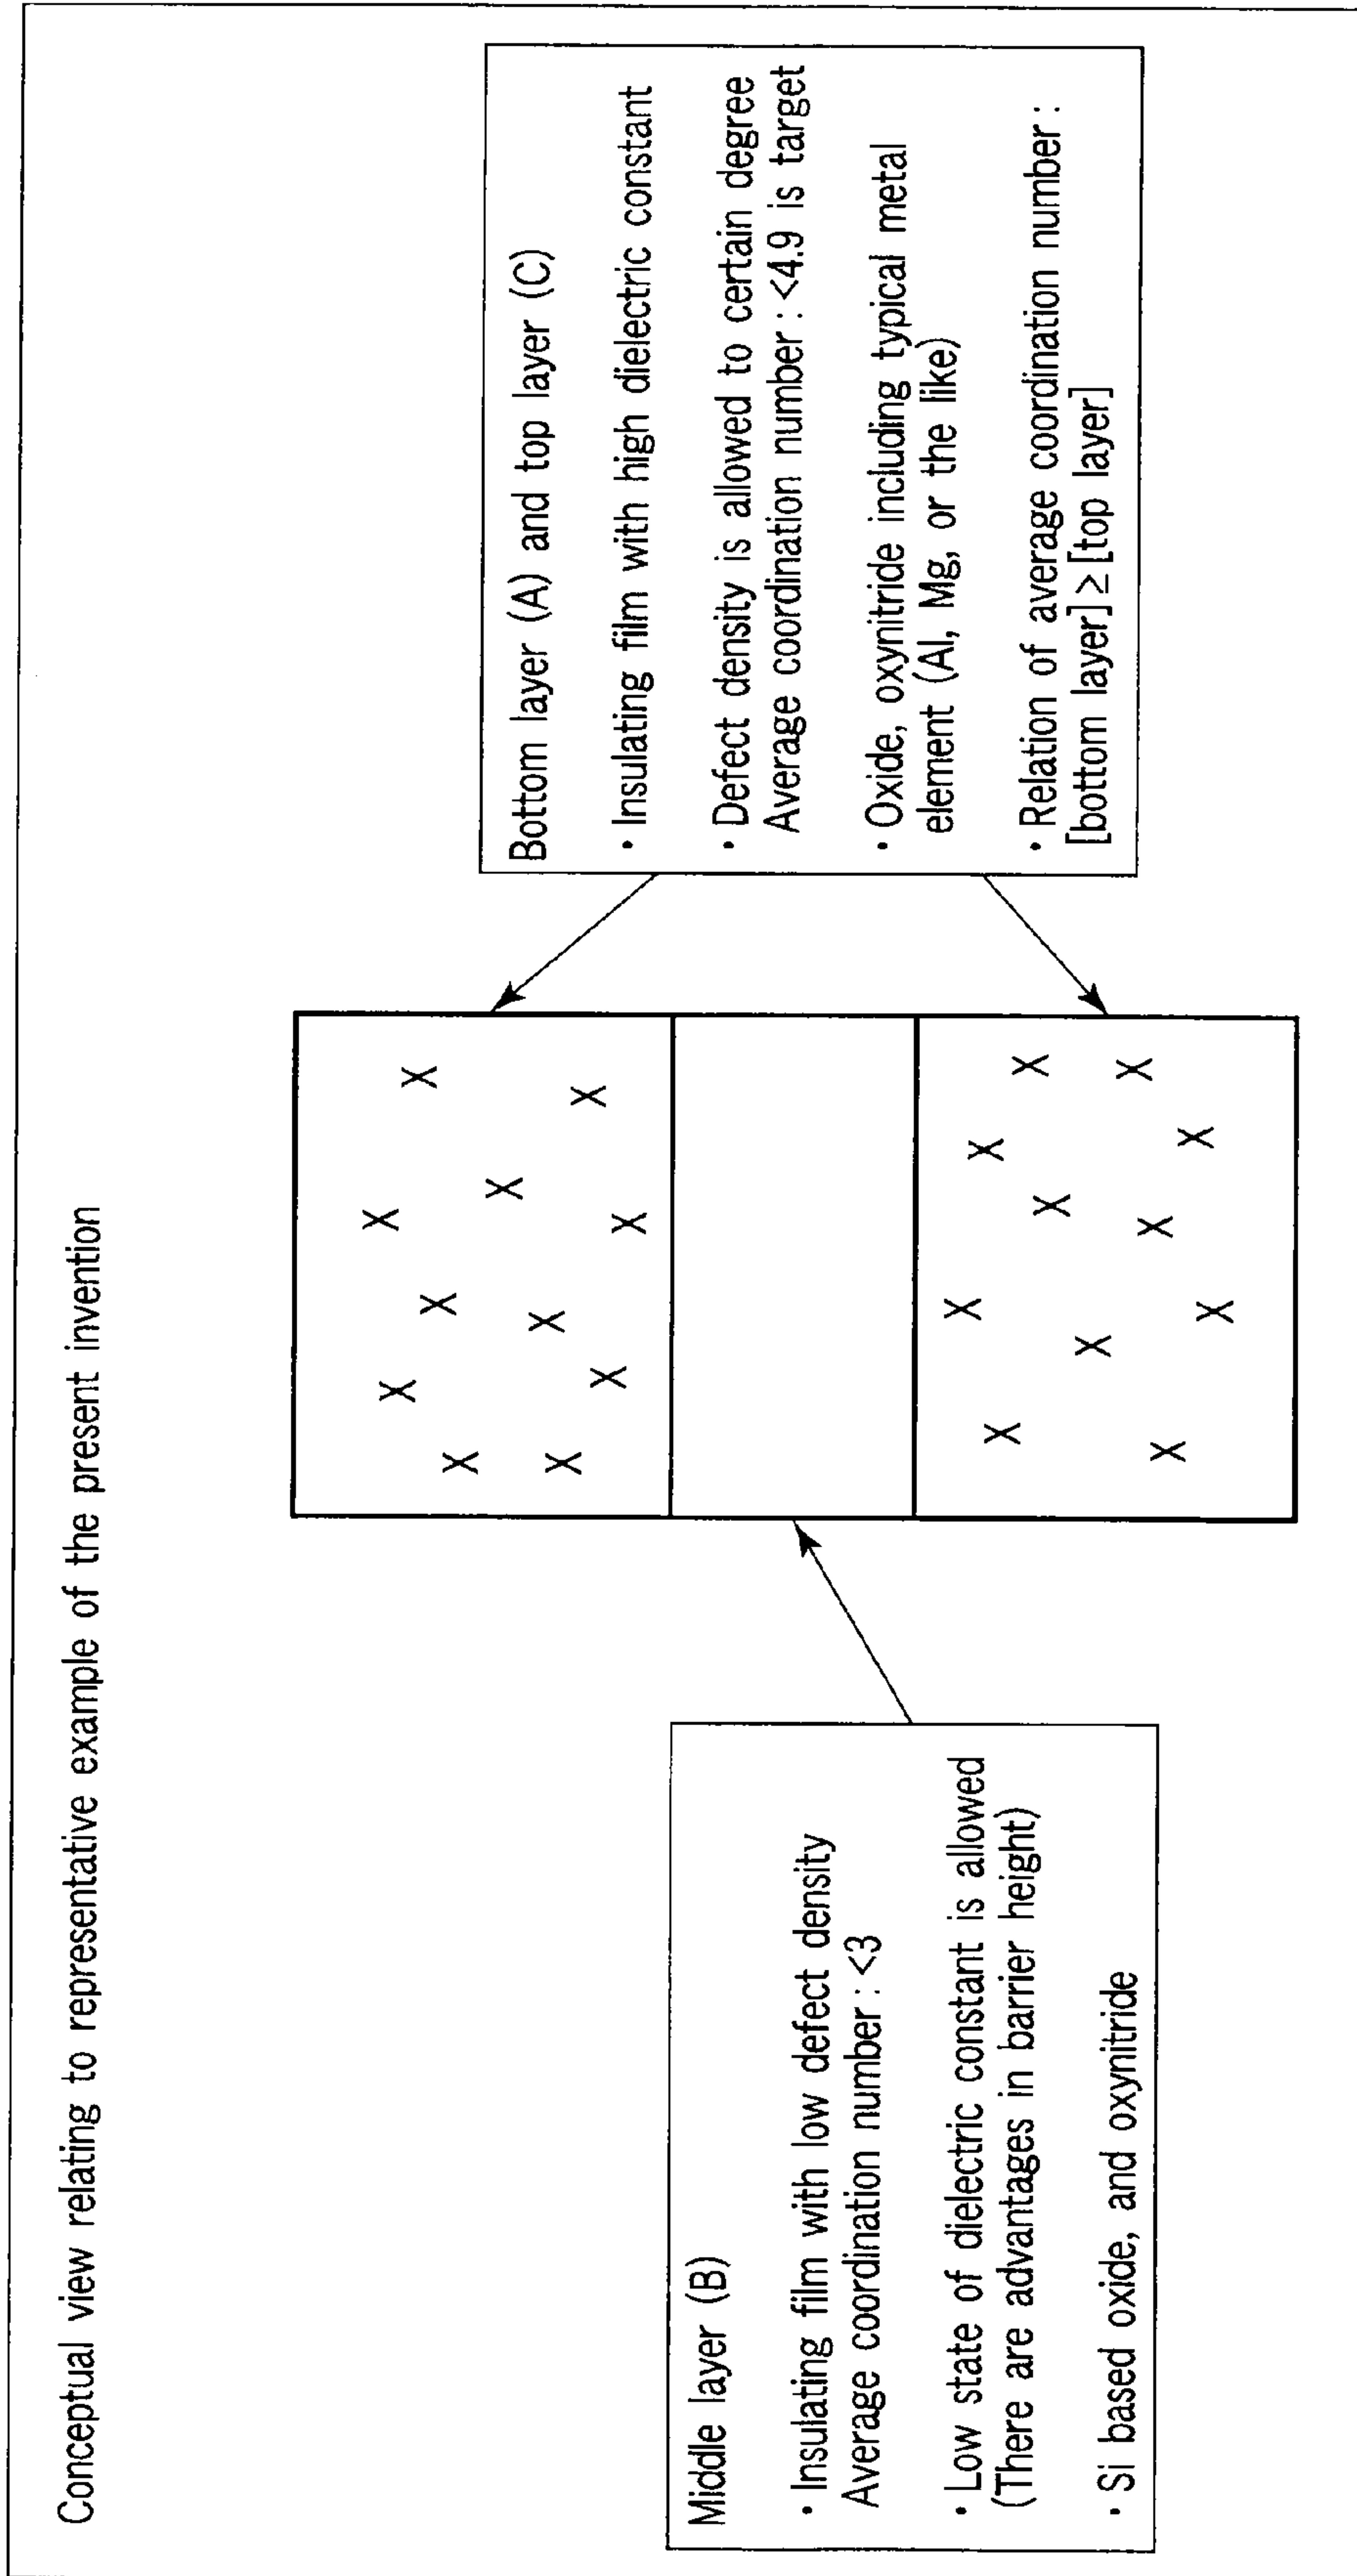 Conceptual view relating to representative example of the present invention
Middle layer (B)
・Insulating film with low defect density
Average coordination number : <3
・Low state of dielectric constant is allowed
(There are advantages in barrier height)
・Si based oxide, and oxynitride
X X X X X X X X X X X
X X X X X X X X X X X
Bottom layer (A) and top layer (C)
・Insulating film with high dielectric constant
・Defect density is allowed to certain degree
Average coordination number : <4.9 is target
・Oxide, oxynitride including typical metal
element (Al, Mg, or the like)
・Relation of average coordination number :
[bottom layer] ≥ [top layer]